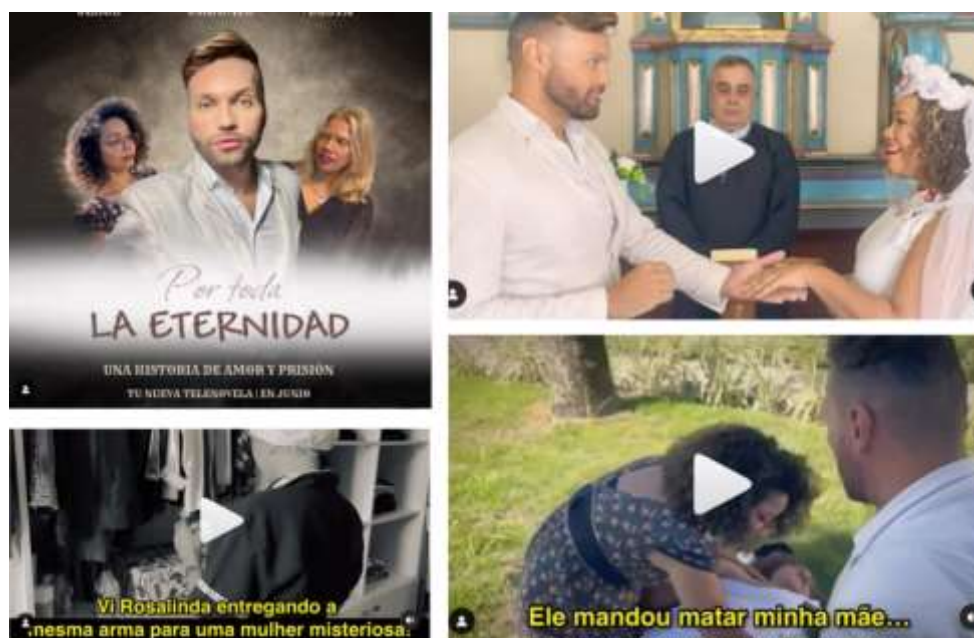 Por toda
LA ETERNIDAD
UNA HISTORIA DE AMOR Y PRISIÓN
TU NUEVA TELENOVELA | EN JUNIO
Vi Rosalinda entregando a
mesma arma para uma mulher misteriosa.
Ele mandou matar minha mãe...